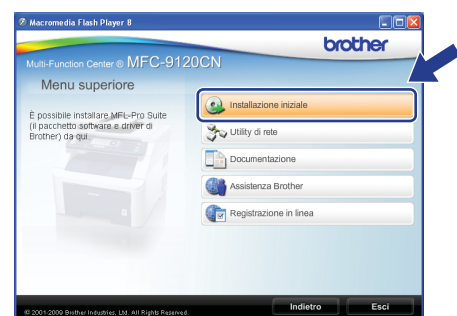 Macromedia Flash Player 8
brother
Multi-Function Center ® MFC-9120CN
Menu superiore
È possibile installare MFL-Pro Suite
(il pacchetto software e driver di
Brother) da qui.
Installazione iniziale
Utility di rete
Documentazione
Assistenza Brother
Registrazione in linea
© 2001-2009 Brother Industries, Ltd. All Rights Reserved.
Indietro
Esci